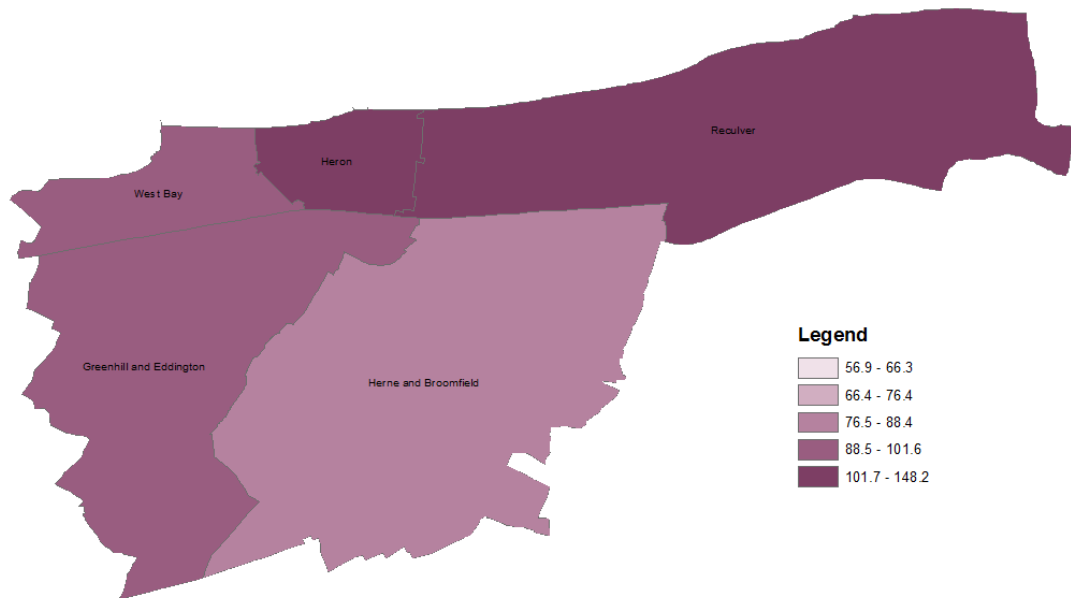 Reculver
Heron
West Bay
Greenhill and Eddington
Herne and Broomfield
Legend
56.9 - 66.3
66.4 - 76.4
76.5 - 88.4
88.5 - 101.6
101.7 - 148.2